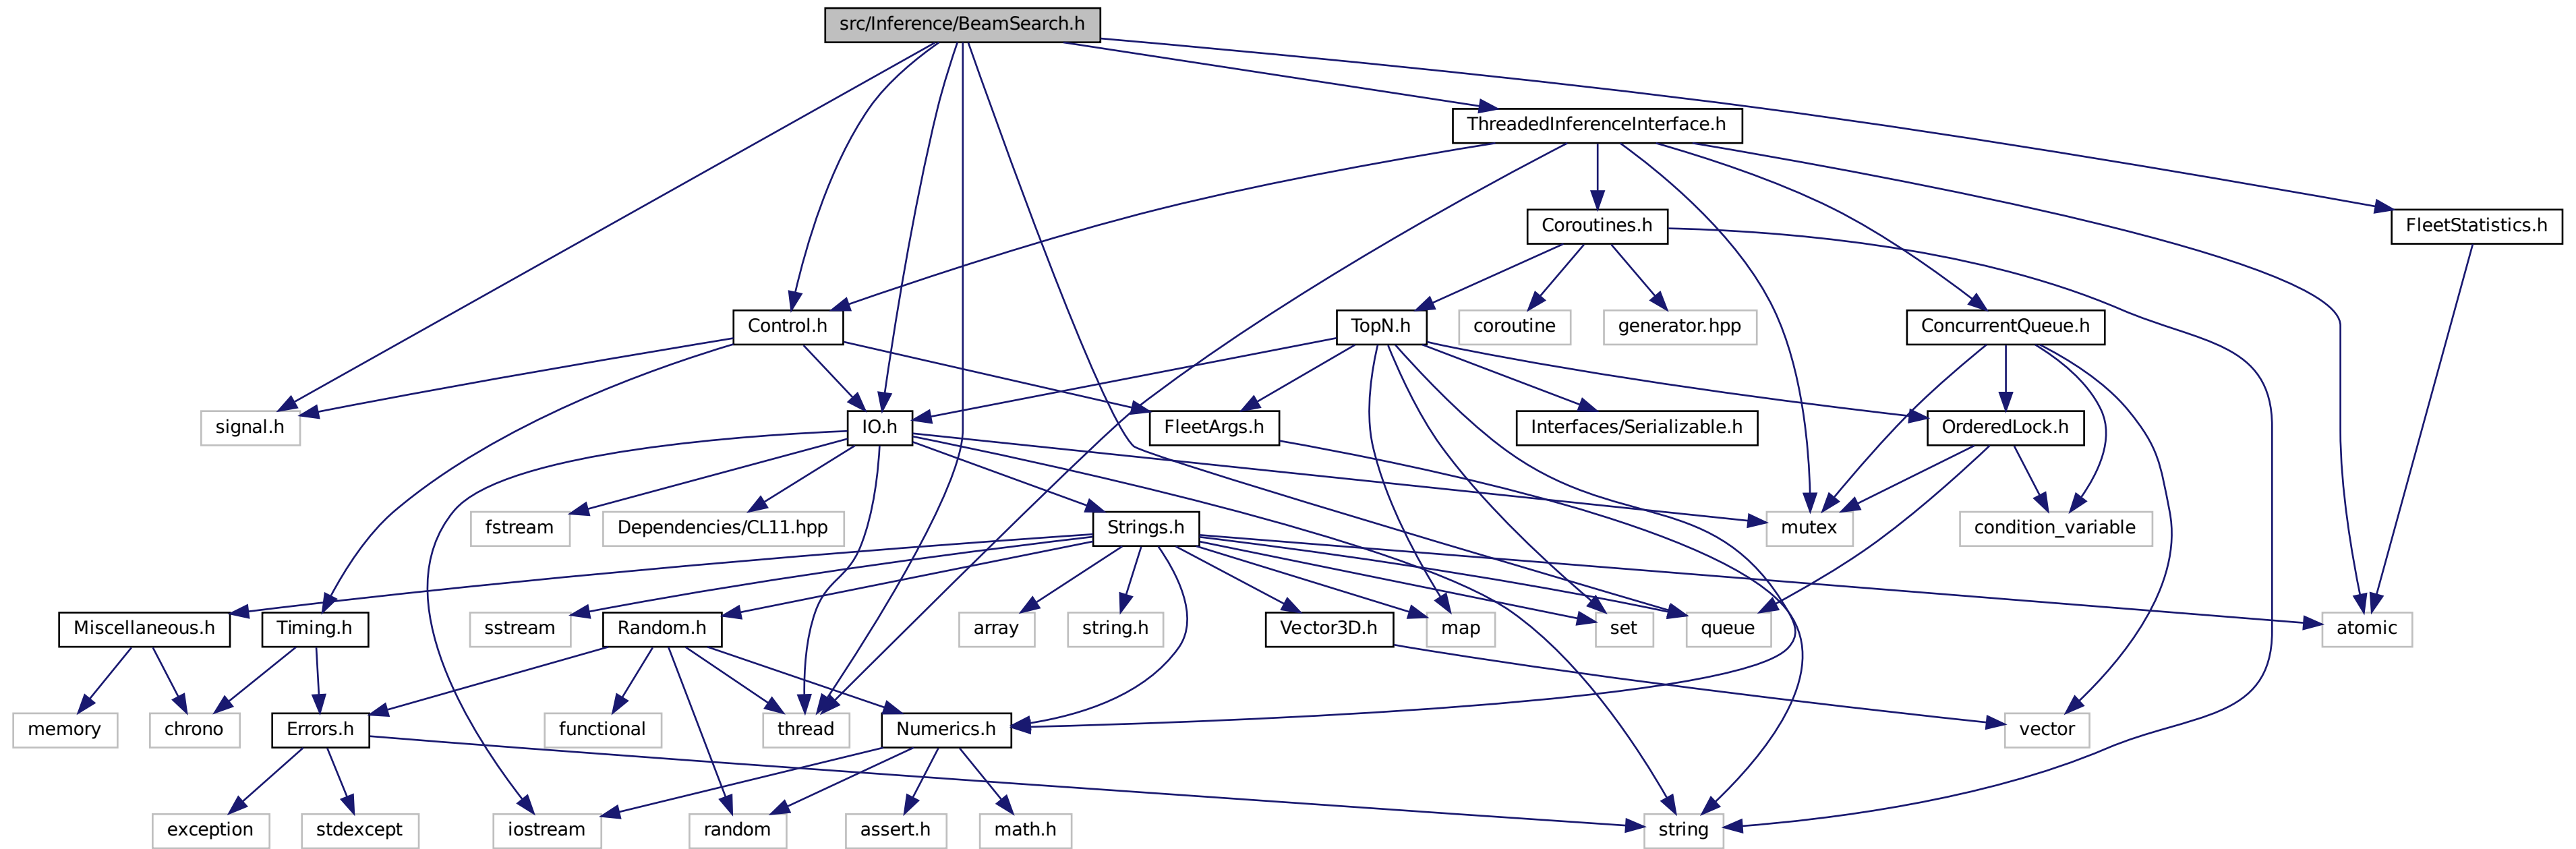 src/Inference/BeamSearch.h
ThreadedInferenceInterface.h
Coroutines.h
FleetStatistics.h
Control.h
TopN.h
coroutine
generator.hpp
ConcurrentQueue.h
signal.h
IO.h
FleetArgs.h
Interfaces/Serializable.h
OrderedLock.h
fstream
Dependencies/CL11.hpp
Strings.h
mutex
condition_variable
Miscellaneous.h
Timing.h
sstream
Random.h
array
string.h
Vector3D.h
map
set
queue
atomic
memory
chrono
Errors.h
functional
thread
Numerics.h
vector
exception
stdexcept
iostream
random
assert.h
math.h
string